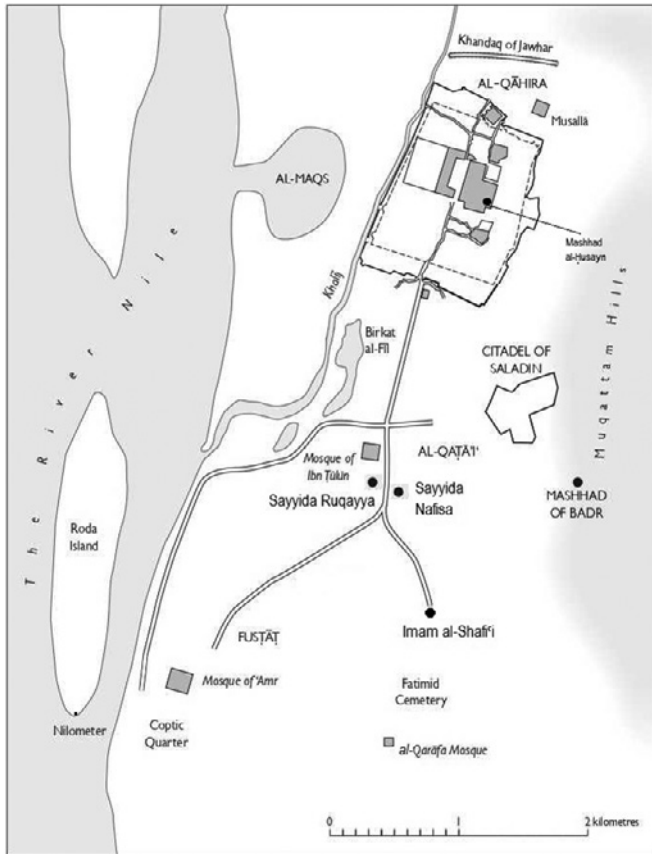 Khandaq of Jawhar
AL-QĀHIRA
Musallā
AL-MAQS
Mashhad
al-Ḥusayn
Khalīj
The River Nile
Muqattam Hills
Birkat
al-Fīl
CITADEL OF
SALADIN
Mosque of
Ibn Ṭūlūn
AL-QAṬĀ'I'
Sayyida Ruqayya
Sayyida
Nafisa
MASHHAD
OF BADR
Roda
Island
Imam al-Shafi'i
FUSṬĀṬ
Mosque of 'Amr
Fatimid
Cemetery
Nilometer
Coptic
Quarter
al-Qarāfa Mosque
0 1 2 kilometres